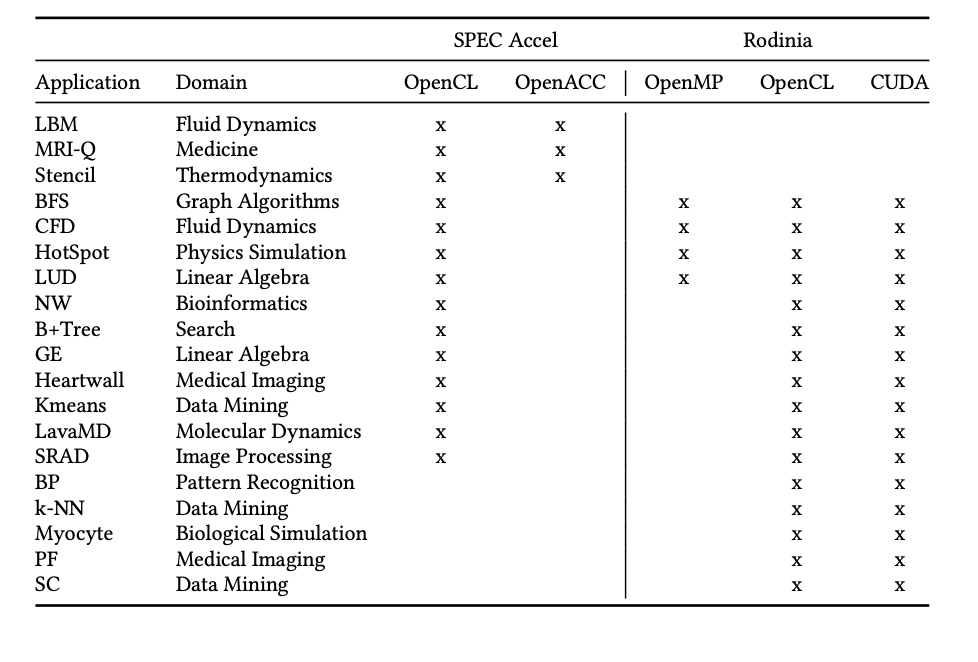 SPEC Accel Rodinia
Application Domain OpenCL OpenACC OpenMP OpenCL CUDA
LBM Fluid Dynamics x x
MRI-Q Medicine x x
Stencil Thermodynamics x x
BFS Graph Algorithms x x x x
CFD Fluid Dynamics x x x x
HotSpot Physics Simulation x x x x
LUD Linear Algebra x x x x
NW Bioinformatics x x x
B+Tree Search x x x
GE Linear Algebra x x x
Heartwall Medical Imaging x x x
Kmeans Data Mining x x x
LavaMD Molecular Dynamics x x x
SRAD Image Processing x x x
BP Pattern Recognition x x
k-NN Data Mining x x
Myocyte Biological Simulation x x
PF Medical Imaging x x
SC Data Mining x x